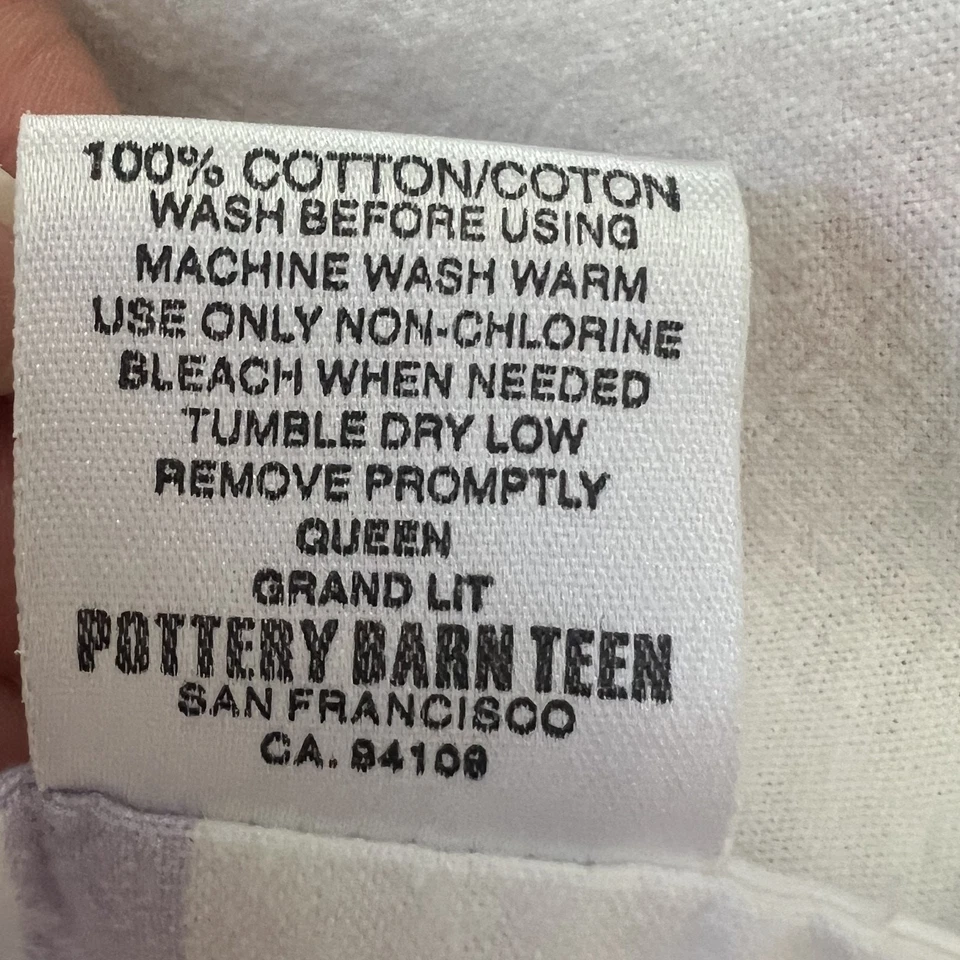 100% COTTON/COTON
WASH BEFORE USING
MACHINE WASH WARM
USE ONLY NON-CHLORINE
BLEACH WHEN NEEDED
TUMBLE DRY LOW
REMOVE PROMPTLY
QUEEN
GRAND LIT
POTTERY BARN TEEN
SAN FRANCISCO
CA. 94109